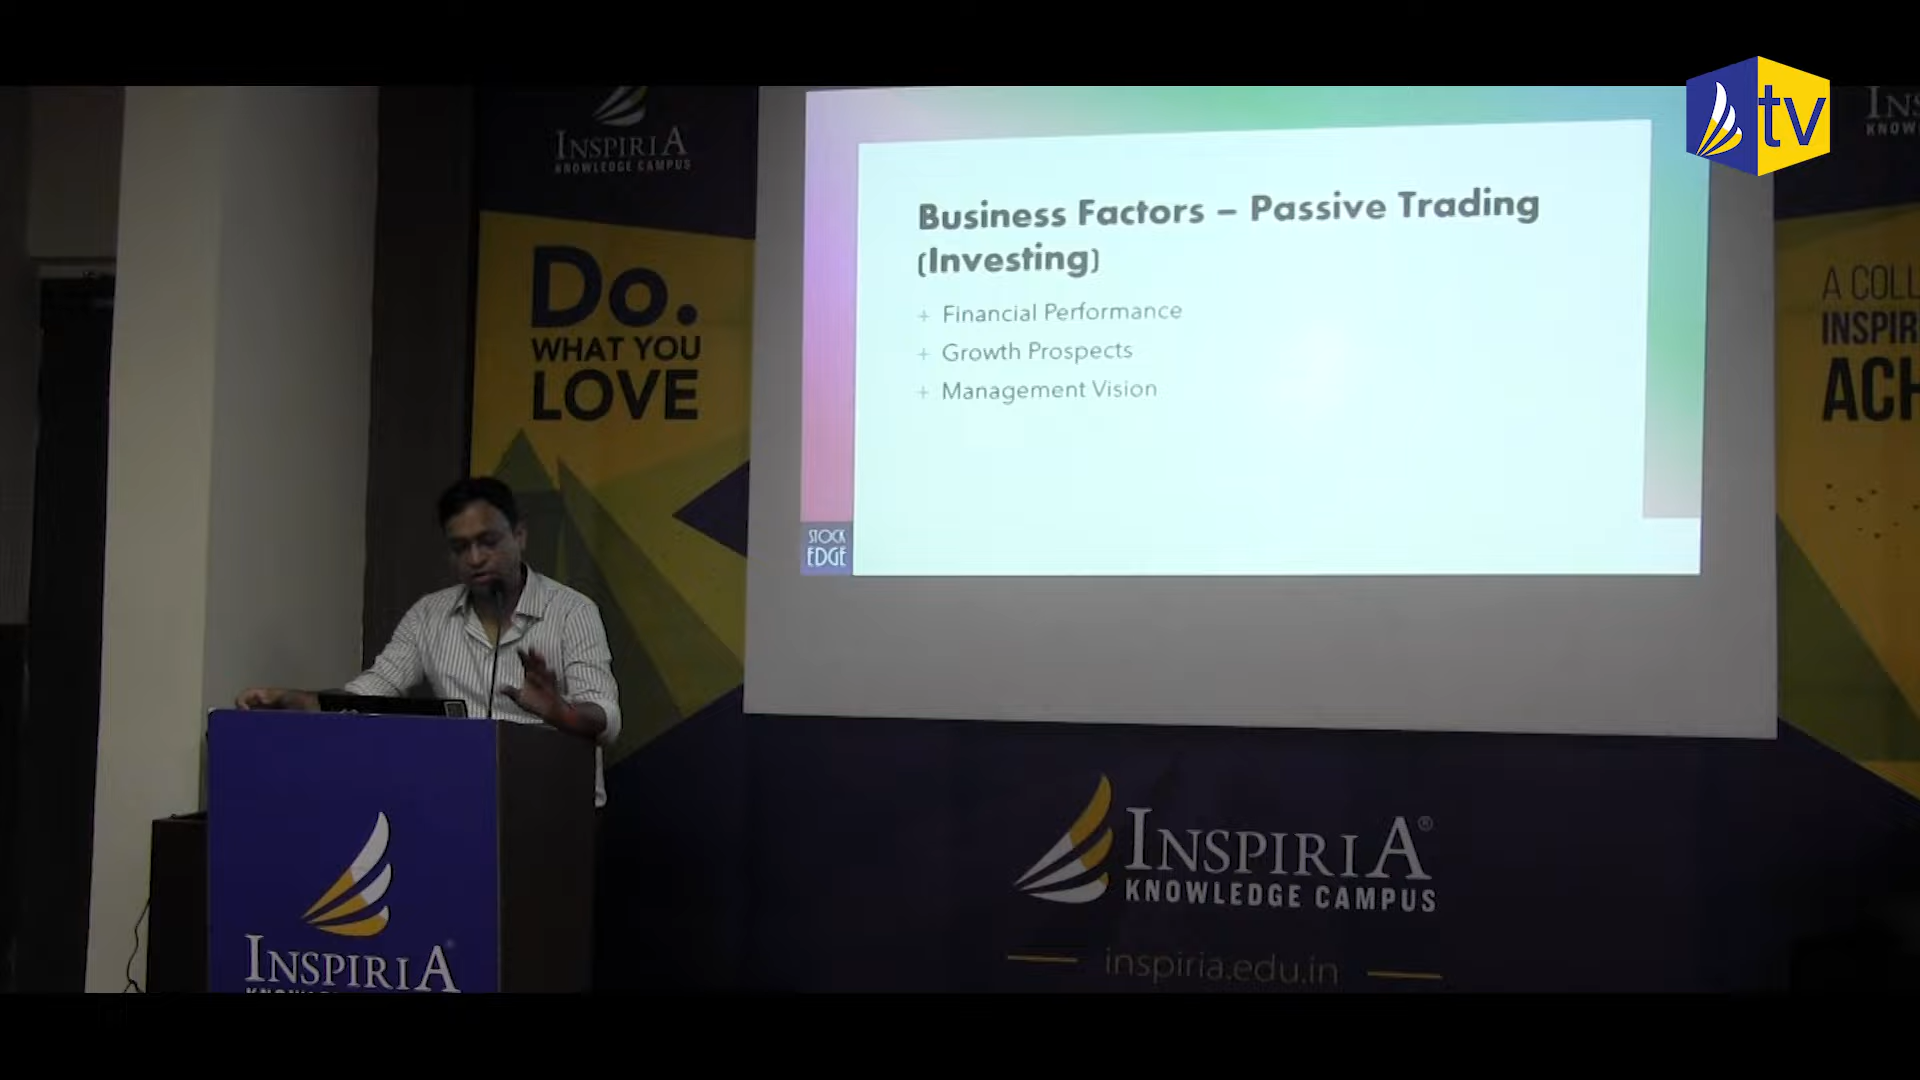 INSPIRIA
KNOWLEDGE CAMPUS
Do.
WHAT YOU
LOVE
Business Factors – Passive Trading
(Investing)
+ Financial Performance
+ Growth Prospects
+ Management Vision
STOCK
EDGE
tv
INSPIRIA
INSPIRIA®
KNOWLEDGE CAMPUS
inspiria.edu.in